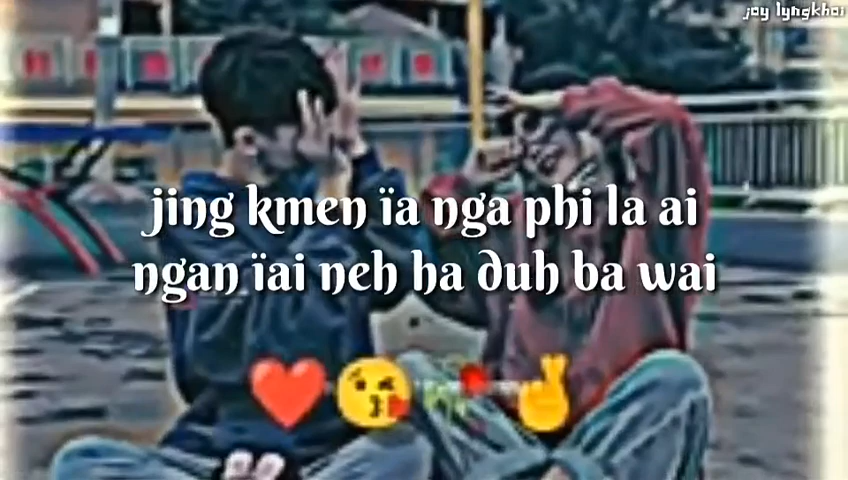 joy lyngkhoi
jing kmen ïa nga phi la ai
ngan ïai neh ha duh ba wai